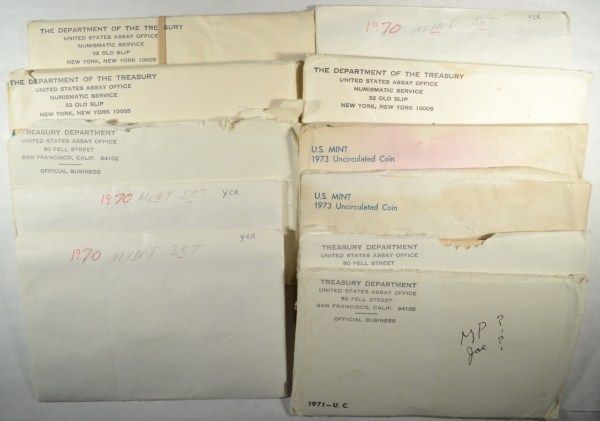 THE DEPARTMENT OF THE TREASURY
UNITED STATES ASSAY OFFICE
NUMISMATIC SERVICE
32 OLD SLIP
NEW YORK, NEW YORK 10005
THE DEPARTMENT OF THE TREASURY
UNITED STATES ASSAY OFFICE
NUMISMATIC SERVICE
32 OLD SLIP
NEW YORK, NEW YORK 10005
TREASURY DEPARTMENT
UNITED STATES ASSAY OFFICE
50 FELL STREET
SAN FRANCISCO, CALIF. 94102
OFFICIAL BUSINESS
1970 MINT SET YCR
1970 MINT SET YCR
1970 MINT SET YCR
THE DEPARTMENT OF THE TREASURY
UNITED STATES ASSAY OFFICE
NUMISMATIC SERVICE
32 OLD SLIP
NEW YORK, NEW YORK 10005
U.S. MINT
1973 Uncirculated Coin
U.S. MINT
1973 Uncirculated Coin
TREASURY DEPARTMENT
UNITED STATES ASSAY OFFICE
50 FELL STREET
TREASURY DEPARTMENT
UNITED STATES ASSAY OFFICE
50 FELL STREET
SAN FRANCISCO, CALIF. 94102
OFFICIAL BUSINESS
Joe
1971—U. C.